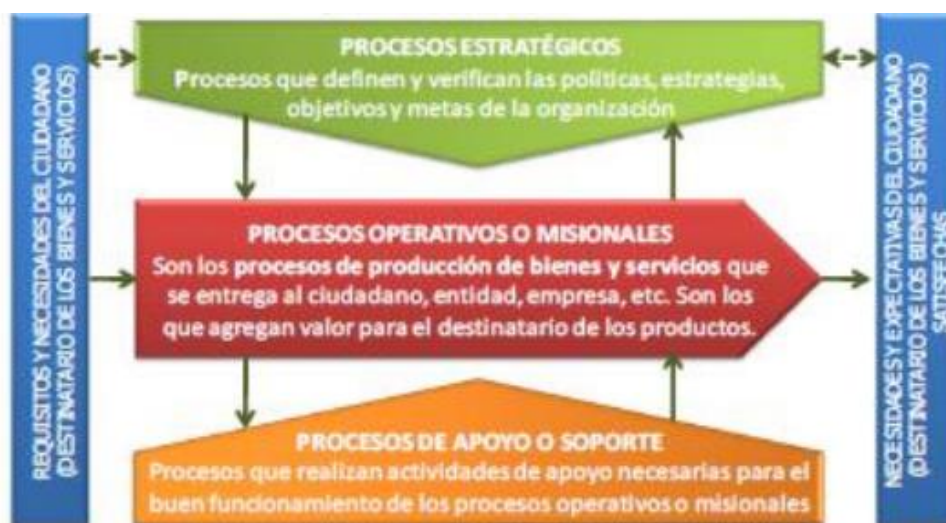 REQUISITOS Y NECESIDADES DEL CIUDADANO
(DESTINATARIO DE LOS BIENES Y SERVICIOS)
PROCESOS ESTRATÉGICOS
Procesos que definen y verifican las políticas, estrategias,
objetivos y metas de la organización
PROCESOS OPERATIVOS O MISIONALES
Son los procesos de producción de bienes y servicios que
se entrega al ciudadano, entidad, empresa, etc. Son los
que agregan valor para el destinatario de los productos.
PROCESOS DE APOYO O SOPORTE
Procesos que realizan actividades de apoyo necesarias para el
buen funcionamiento de los procesos operativos o misionales
NECESIDADES Y EXPECTATIVAS DEL CIUDADANO
(DESTINATARIO DE LOS BIENES Y SERVICIOS)
SATISFECHAS